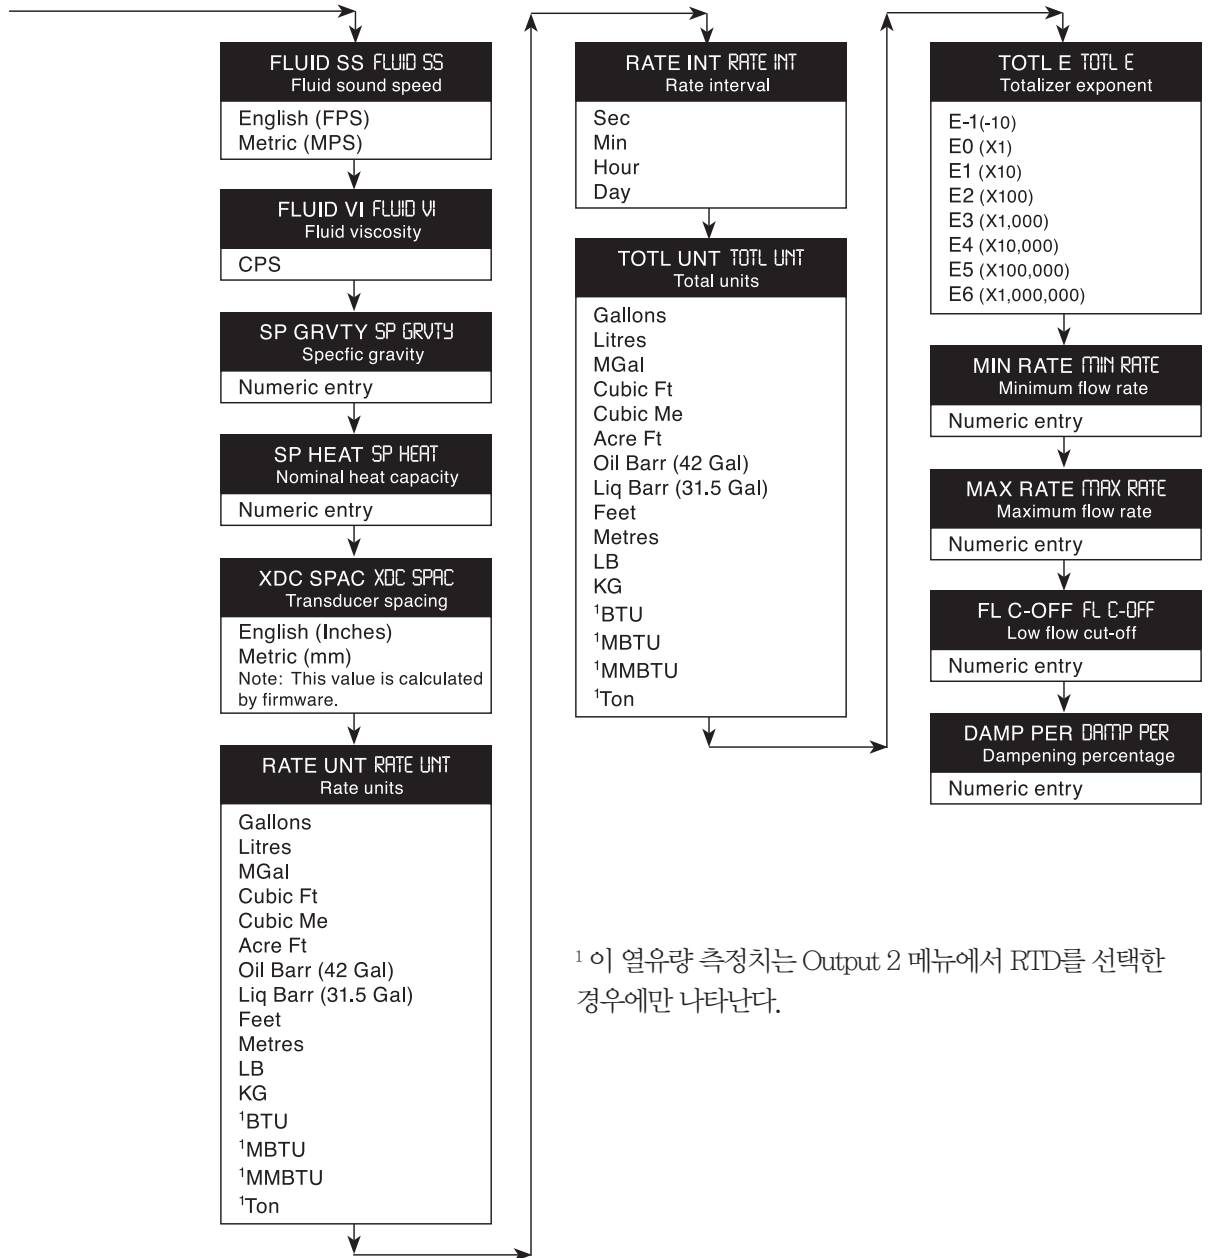 FLUID SS FLUID SS
Fluid sound speed
English (FPS)
Metric (MPS)
FLUID VI FLUID VI
Fluid viscosity
CPS
SP GRVTY SP GRVTY
Specfic gravity
Numeric entry
SP HEAT SP HEAT
Nominal heat capacity
Numeric entry
XDC SPAC XDC SPAC
Transducer spacing
English (Inches)
Metric (mm)
Note: This value is calculated
by firmware.
RATE UNT RATE UNT
Rate units
Gallons
Litres
MGal
Cubic Ft
Cubic Me
Acre Ft
Oil Barr (42 Gal)
Liq Barr (31.5 Gal)
Feet
Metres
LB
KG
¹BTU
¹MBTU
¹MMBTU
¹Ton
RATE INT RATE INT
Rate interval
Sec
Min
Hour
Day
TOTL UNT TOTL UNT
Total units
Gallons
Litres
MGal
Cubic Ft
Cubic Me
Acre Ft
Oil Barr (42 Gal)
Liq Barr (31.5 Gal)
Feet
Metres
LB
KG
¹BTU
¹MBTU
¹MMBTU
¹Ton
TOTL E TOTL E
Totalizer exponent
E-1(-10)
E0 (X1)
E1 (X10)
E2 (X100)
E3 (X1,000)
E4 (X10,000)
E5 (X100,000)
E6 (X1,000,000)
MIN RATE MIN RATE
Minimum flow rate
Numeric entry
MAX RATE MAX RATE
Maximum flow rate
Numeric entry
FL C-OFF FL C-OFF
Low flow cut-off
Numeric entry
DAMP PER DAMP PER
Dampening percentage
Numeric entry
¹ 이 열유량 측정치는 Output 2 메뉴에서 RTD를 선택한
경우에만 나타난다.